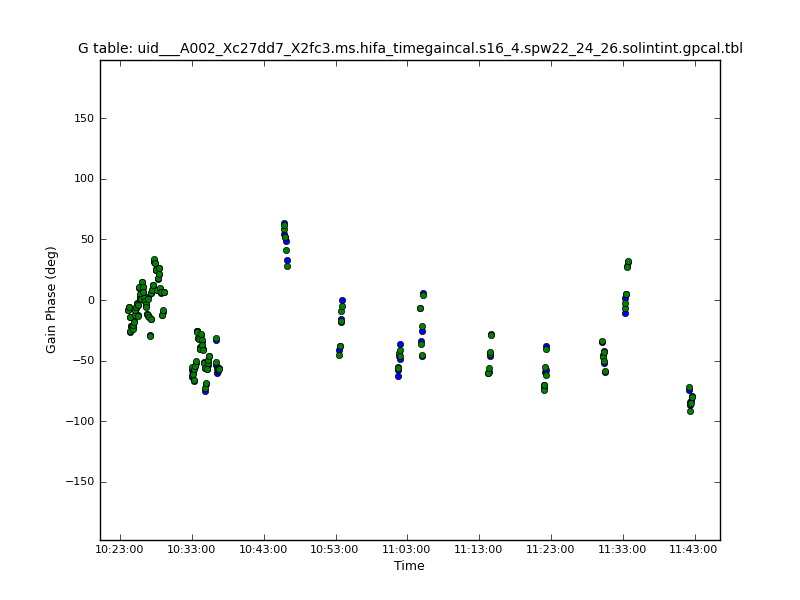 G table: uid___A002_Xc27dd7_X2fc3.ms.hifa_timegaincal.s16_4.spw22_24_26.solintint.gpcal.tbl
150
100
50
0
−50
−100
−150
Gain Phase (deg)
10:23:00 10:33:00 10:43:00 10:53:00 11:03:00 11:13:00 11:23:00 11:33:00 11:43:00
Time